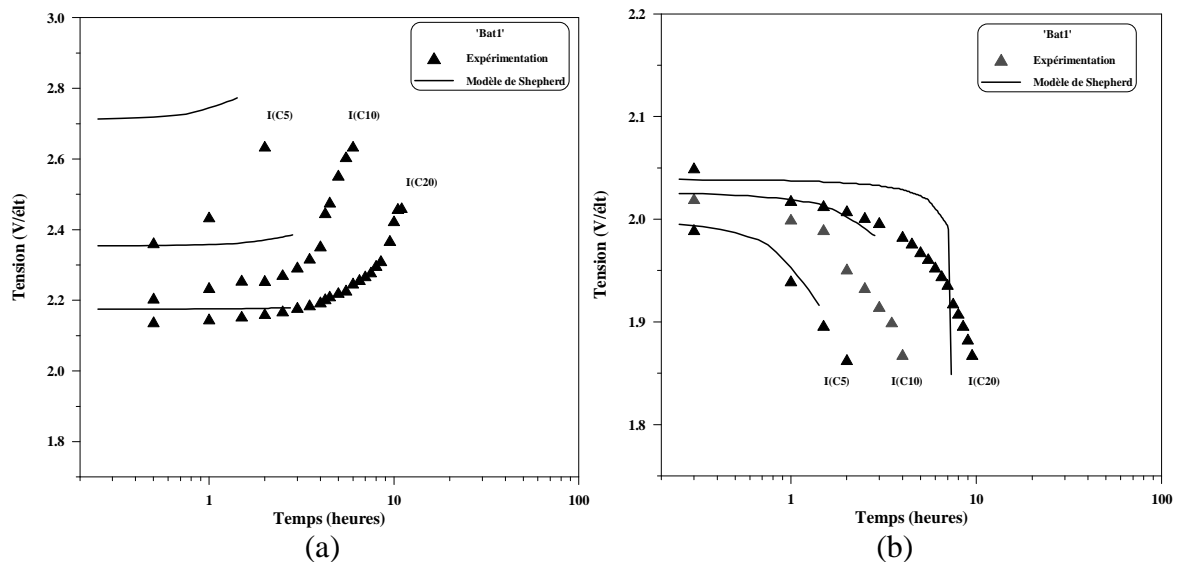 3.0
2.8
2.6
2.4
2.2
2.0
1.8
Tension (V/élt)
'Bat1'
Expérimentation
Modèle de Shepherd
I(C5)
I(C10)
I(C20)
1
10
100
Temps (heures)
(a)
2.2
2.1
2.0
1.9
1.8
Tension (V/élt)
'Bat1'
Expérimentation
Modèle de Shepherd
I(C5)
I(C10)
I(C20)
1
10
100
Temps (heures)
(b)